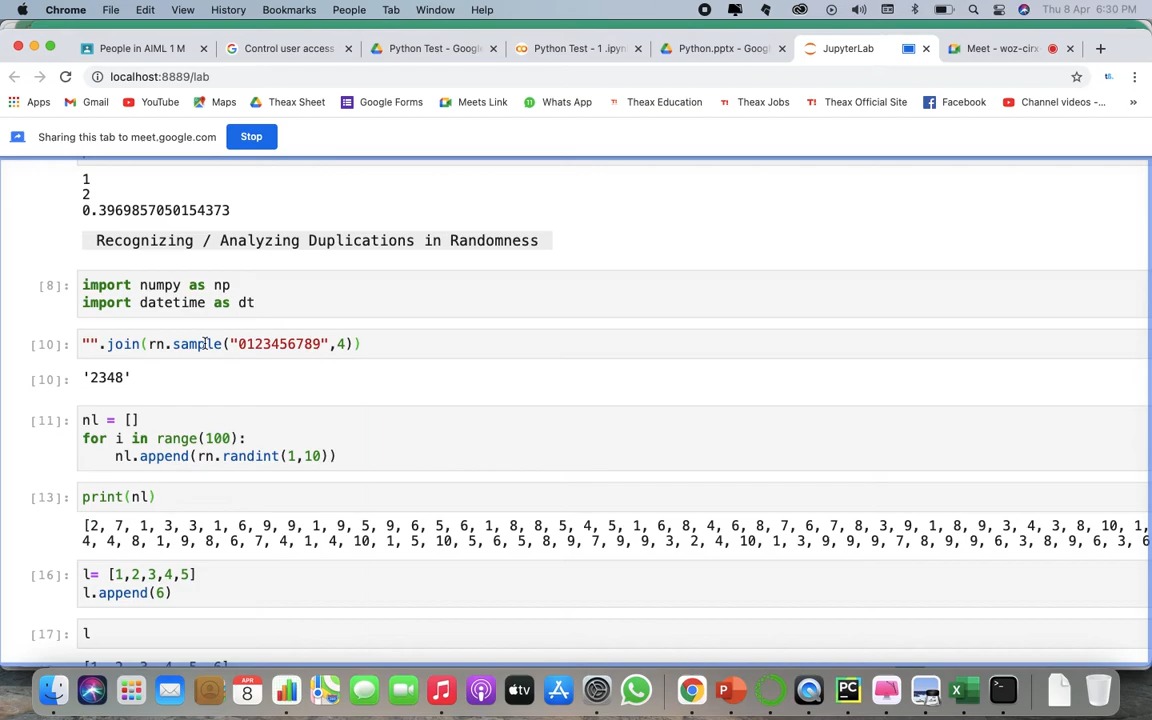 Chrome File Edit View History Bookmarks People Tab Window Help Thu 8 Apr 6:30 PM
People in AIML 1 M Control user access Python Test - Google Python Test - 1 .ipyn Python.pptx - Google JupyterLab Meet - woz-cirx
localhost:8889/lab
Apps Gmail YouTube Maps Theax Sheet Google Forms Meets Link Whats App Theax Education Theax Jobs Theax Official Site Facebook Channel videos -... »
Sharing this tab to meet.google.com Stop
1
2
0.3969857050154373
Recognizing / Analyzing Duplications in Randomness
[8]: import numpy as np
import datetime as dt
[10]: "".join(rn.sample("0123456789",4))
[10]: '2348'
[11]: nl = []
for i in range(100):
nl.append(rn.randint(1,10))
[13]: print(nl)
[2, 7, 1, 3, 3, 1, 6, 9, 9, 1, 9, 5, 9, 6, 5, 6, 1, 8, 8, 5, 4, 5, 1, 6, 8, 4, 6, 8, 7, 6, 7, 8, 3, 9, 1, 8, 9, 3, 4, 3, 8, 10, 1,
4, 4, 8, 1, 9, 8, 6, 7, 4, 1, 4, 10, 1, 5, 10, 5, 6, 5, 8, 9, 7, 9, 9, 3, 2, 4, 10, 1, 3, 9, 9, 9, 7, 8, 9, 9, 6, 3, 8, 9, 6, 3, 6
[16]: l= [1,2,3,4,5]
l.append(6)
[17]: l
[1, 2, 3, 4, 5, 6]